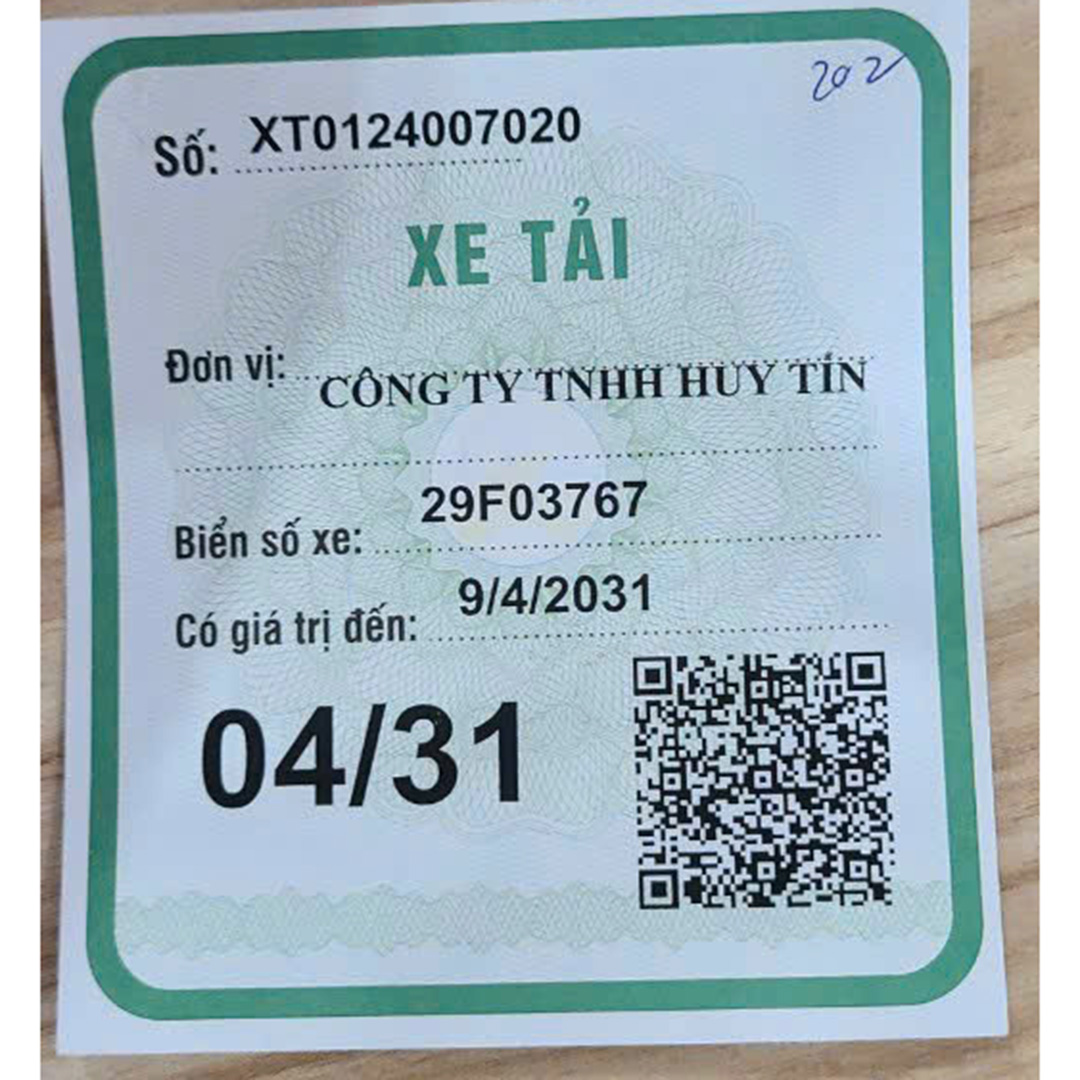 202
Số: XT0124007020
XE TẢI
Đơn vị: CÔNG TY TNHH HUY TÍN
Biển số xe: 29F03767
Có giá trị đến: 9/4/2031
04/31